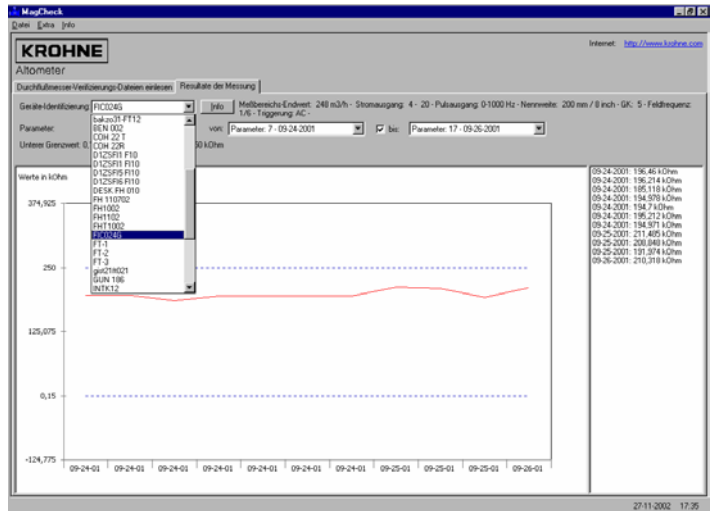 MagCheck
Datei Extra Info
KROHNE
Altometer
Internet: http://www.krohne.com
Durchflußmesser-Verifizierungs-Dateien einlesen Resultate der Messung
Geräte-Identifizierung: FIC024G Info Meßbereichs-Endwert: 248 m3/h - Stromausgang: 4 - 20 - Pulsausgang: 0-1000 Hz - Nennweite: 200 mm / 8 inch - GK: 5 - Feldfrequenz:
1/6 - Triggerung: AC -
Parameter: von: Parameter: 7 - 09-24-2001 bis: Parameter: 17 - 09-26-2001
Unterer Grenzwert: 0, 50 kOhm
bakzo31-FT12
BEN 002
COH 22 T
COH 22R
D1ZSFI1 F10
D1ZSFI1 FI10
D1ZSFI5 FI10
D1ZSFI6 FI10
DESK FH 010
FH 110702
FH1002
FH1102
FHT1002
FIC024G
FT-1
FT-2
FT-3
gist21ft021
GUN 186
INTK12
Werte in kOhm
374,925
250
125,075
0,15
-124,775
09-24-01 09-24-01 09-24-01 09-24-01 09-24-01 09-24-01 09-24-01 09-25-01 09-25-01 09-25-01 09-26-01
09-24-2001: 196,46 kOhm
09-24-2001: 196,214 kOhm
09-24-2001: 185,118 kOhm
09-24-2001: 194,978 kOhm
09-24-2001: 194,7 kOhm
09-24-2001: 195,212 kOhm
09-24-2001: 194,971 kOhm
09-25-2001: 211,485 kOhm
09-25-2001: 208,848 kOhm
09-25-2001: 191,974 kOhm
09-26-2001: 210,318 kOhm
27-11-2002 17:35